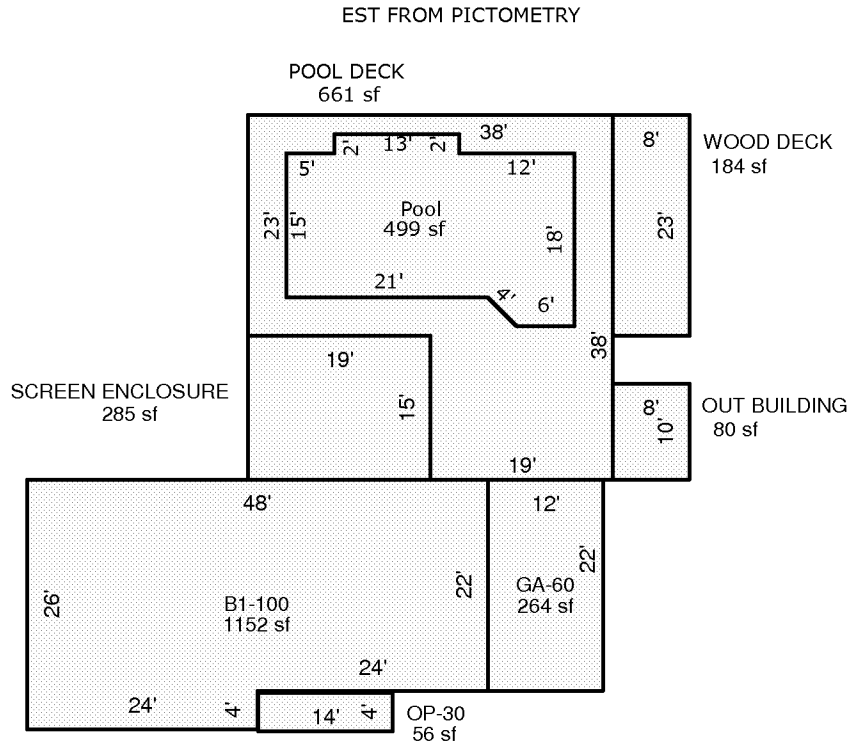 EST FROM PICTOMETRY
POOL DECK
661 sf
38'
8'
WOOD DECK
184 sf
2'
13'
2'
5'
12'
23'
15'
Pool
499 sf
18'
23'
21'
4'
6'
38'
19'
SCREEN ENCLOSURE
285 sf
15'
8'
10'
OUT BUILDING
80 sf
19'
48'
12'
26'
B1-100
1152 sf
22'
GA-60
264 sf
22'
24'
24'
4'
14'
4'
OP-30
56 sf